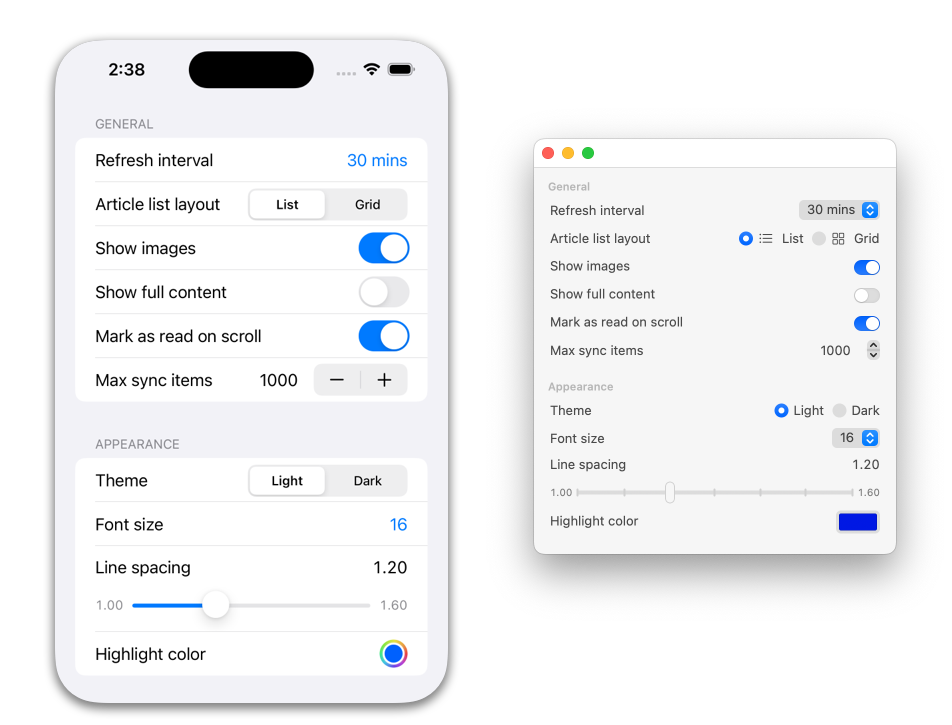 2:38
GENERAL
Refresh interval 30 mins
Article list layout List Grid
Show images
Show full content
Mark as read on scroll
Max sync items 1000 − +
APPEARANCE
Theme Light Dark
Font size 16
Line spacing 1.20
1.00 1.60
Highlight color
General
Refresh interval 30 mins
Article list layout List Grid
Show images
Show full content
Mark as read on scroll
Max sync items 1000
Appearance
Theme Light Dark
Font size 16
Line spacing 1.20
1.00 1.60
Highlight color